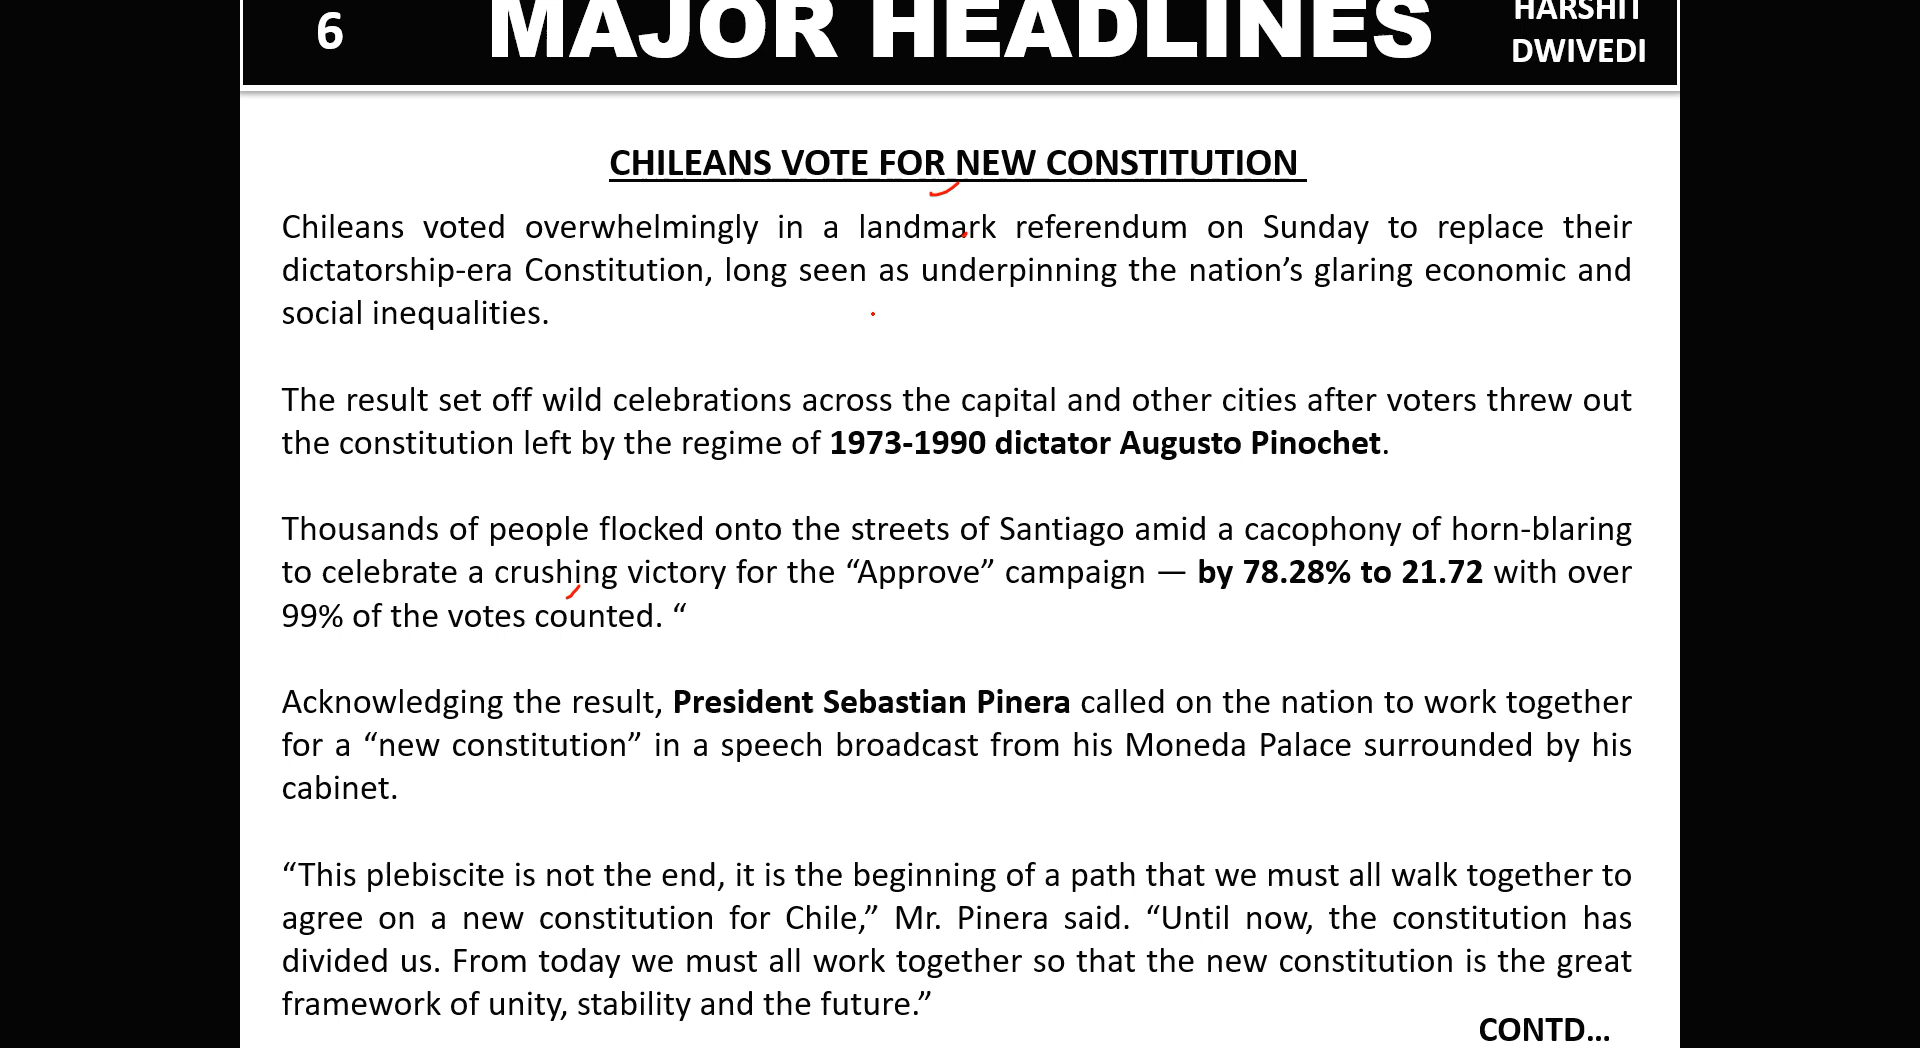 6
MAJOR HEADLINES
HARSHIT
DWIVEDI
CHILEANS VOTE FOR NEW CONSTITUTION
Chileans voted overwhelmingly in a landmark referendum on Sunday to replace their
dictatorship-era Constitution, long seen as underpinning the nation’s glaring economic and
social inequalities.
The result set off wild celebrations across the capital and other cities after voters threw out
the constitution left by the regime of 1973-1990 dictator Augusto Pinochet.
Thousands of people flocked onto the streets of Santiago amid a cacophony of horn-blaring
to celebrate a crushing victory for the “Approve” campaign — by 78.28% to 21.72 with over
99% of the votes counted. “
Acknowledging the result, President Sebastian Pinera called on the nation to work together
for a “new constitution” in a speech broadcast from his Moneda Palace surrounded by his
cabinet.
“This plebiscite is not the end, it is the beginning of a path that we must all walk together to
agree on a new constitution for Chile,” Mr. Pinera said. “Until now, the constitution has
divided us. From today we must all work together so that the new constitution is the great
framework of unity, stability and the future.”
CONTD...